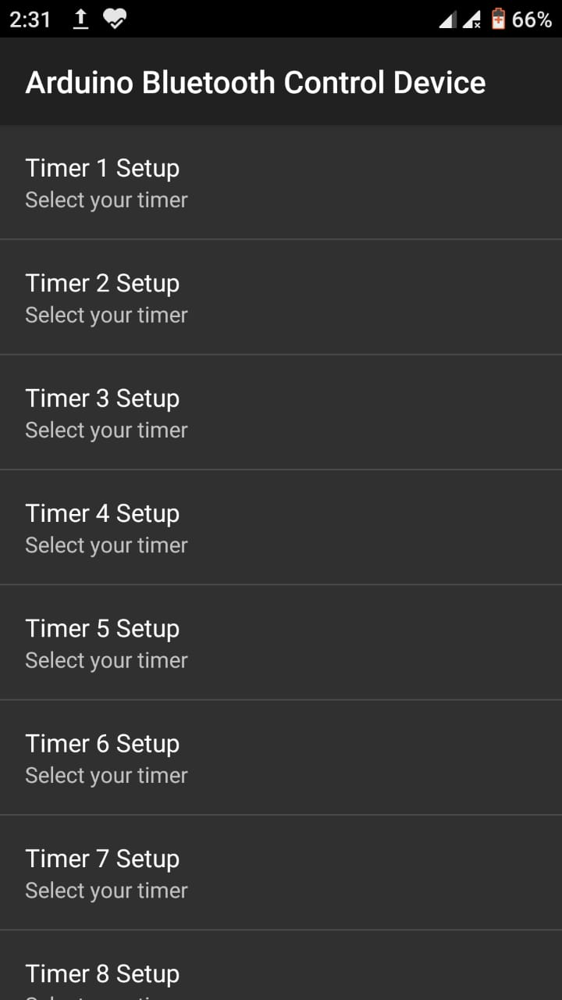 2:31 66%
Arduino Bluetooth Control Device
Timer 1 Setup
Select your timer
Timer 2 Setup
Select your timer
Timer 3 Setup
Select your timer
Timer 4 Setup
Select your timer
Timer 5 Setup
Select your timer
Timer 6 Setup
Select your timer
Timer 7 Setup
Select your timer
Timer 8 Setup